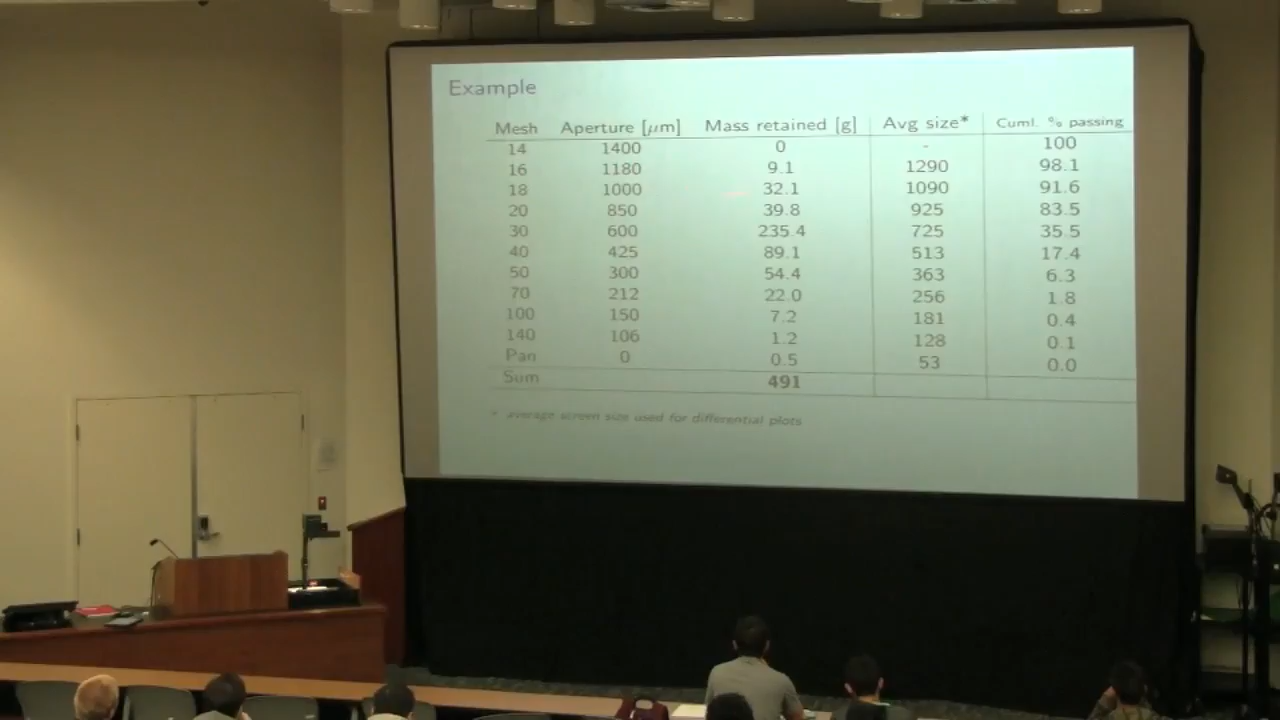 Example
Mesh Aperture [μm] Mass retained [g] Avg size* Cuml. % passing
14 1400 0 - 100
16 1180 9.1 1290 98.1
18 1000 32.1 1090 91.6
20 850 39.8 925 83.5
30 600 235.4 725 35.5
40 425 89.1 513 17.4
50 300 54.4 363 6.3
70 212 22.0 256 1.8
100 150 7.2 181 0.4
140 106 1.2 128 0.1
Pan 0 0.5 53 0.0
Sum 491
* average screen size used for differential plots